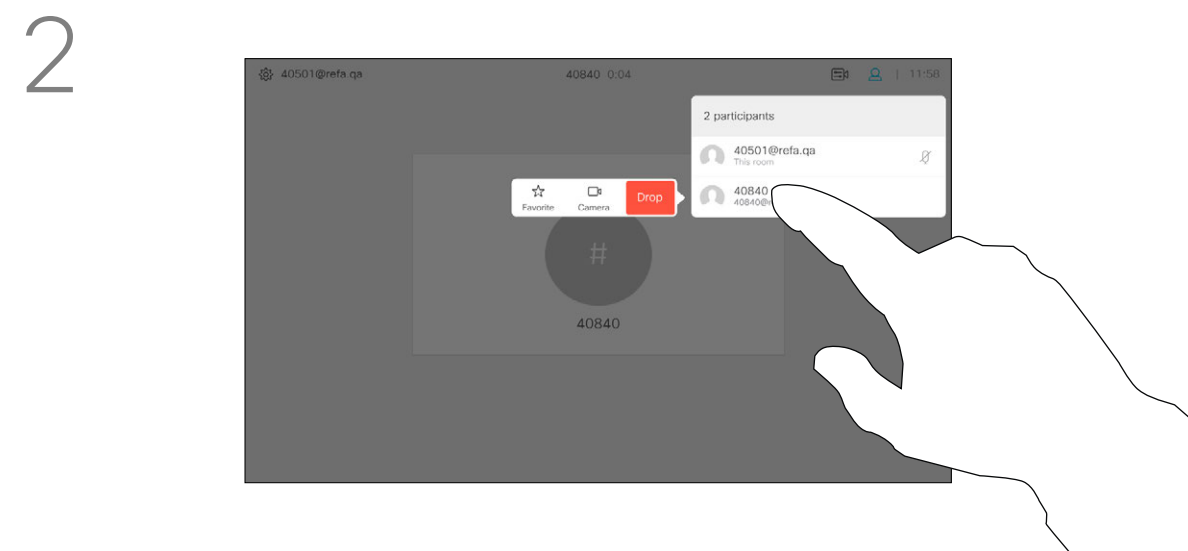 2
40501@refa.qa 40840 0:04 | 11:58
2 participants
40501@refa.qa
This room
40840
Favorite Camera Drop
#
40840